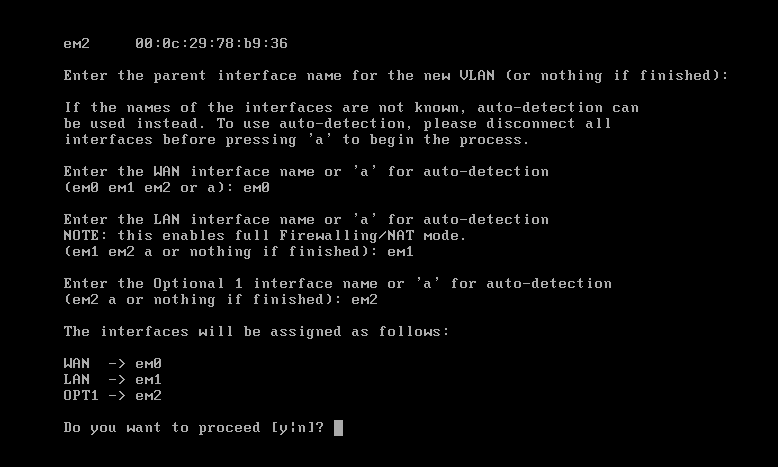 em2     00:0c:29:78:b9:36
Enter the parent interface name for the new VLAN (or nothing if finished):
If the names of the interfaces are not known, auto-detection can
be used instead. To use auto-detection, please disconnect all
interfaces before pressing 'a' to begin the process.
Enter the WAN interface name or 'a' for auto-detection
(em0 em1 em2 or a): em0
Enter the LAN interface name or 'a' for auto-detection
NOTE: this enables full Firewalling/NAT mode.
(em1 em2 a or nothing if finished): em1
Enter the Optional 1 interface name or 'a' for auto-detection
(em2 a or nothing if finished): em2
The interfaces will be assigned as follows:
WAN  -> em0
LAN  -> em1
OPT1 -> em2
Do you want to proceed [y|n]?